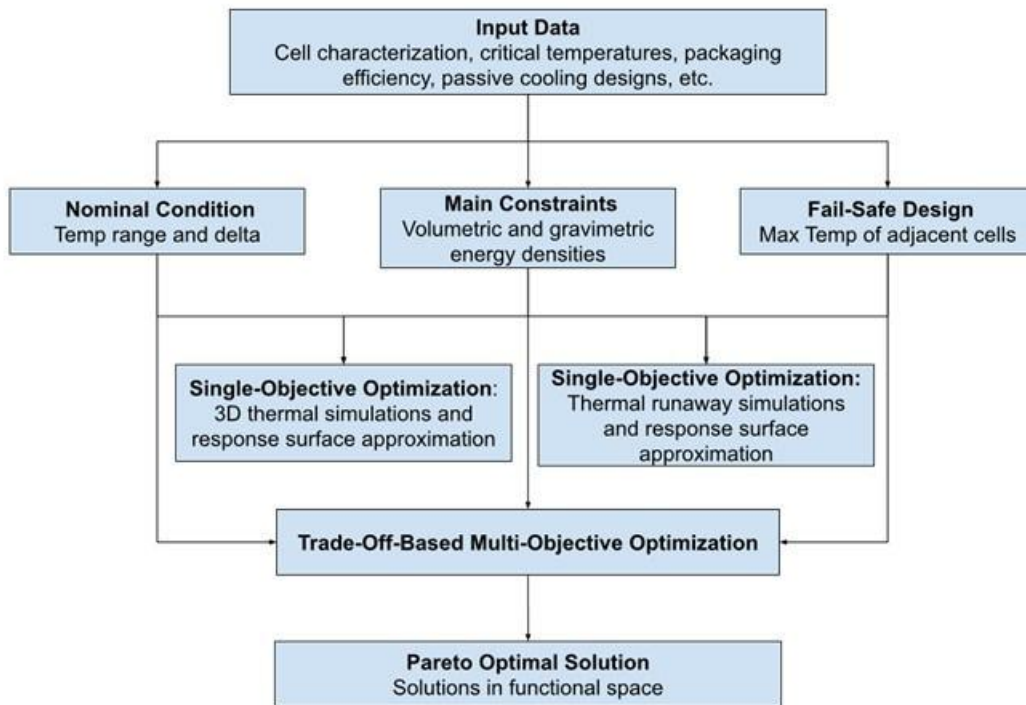 Input Data
Cell characterization, critical temperatures, packaging
efficiency, passive cooling designs, etc.
Nominal Condition
Temp range and delta
Main Constraints
Volumetric and gravimetric
energy densities
Fail-Safe Design
Max Temp of adjacent cells
Single-Objective Optimization:
3D thermal simulations and
response surface approximation
Single-Objective Optimization:
Thermal runaway simulations
and response surface
approximation
Trade-Off-Based Multi-Objective Optimization
Pareto Optimal Solution
Solutions in functional space